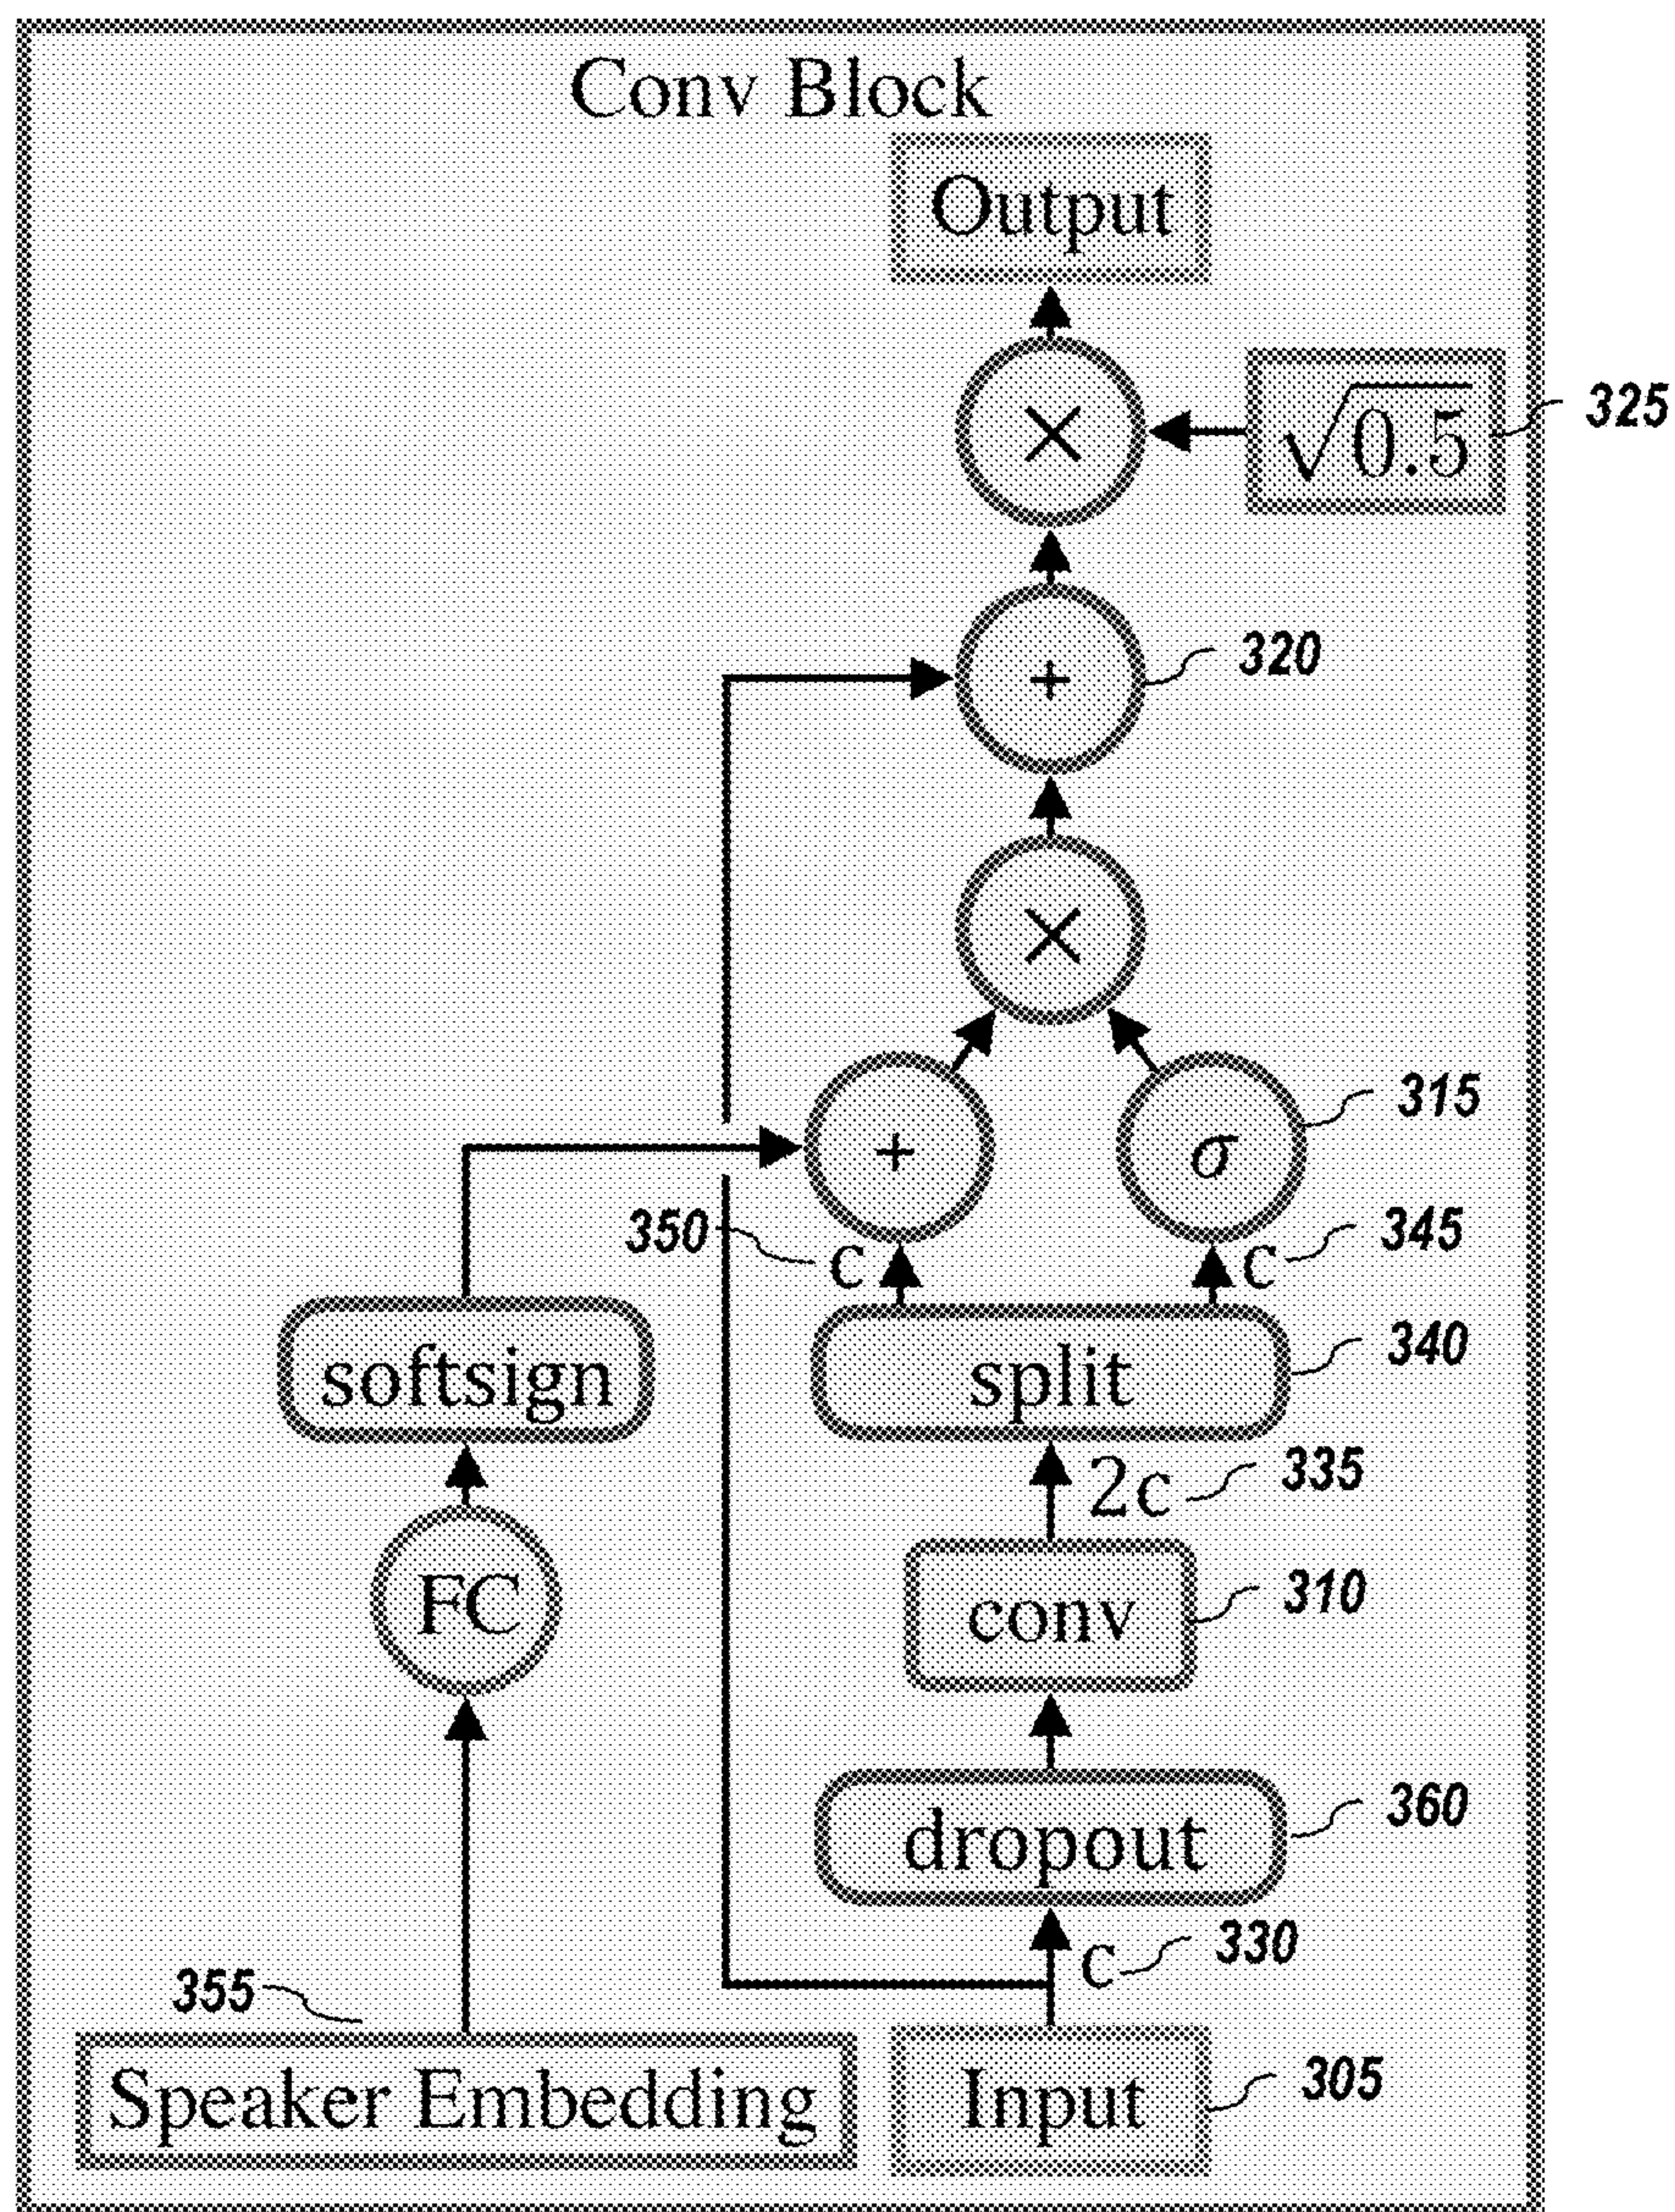 Conv Block
Output
×
√0.5
325
+
320
×
+
σ
315
350
c
c
345
softsign
split
340
2c
335
FC
conv
310
dropout
360
c
330
355
Speaker Embedding
Input
305